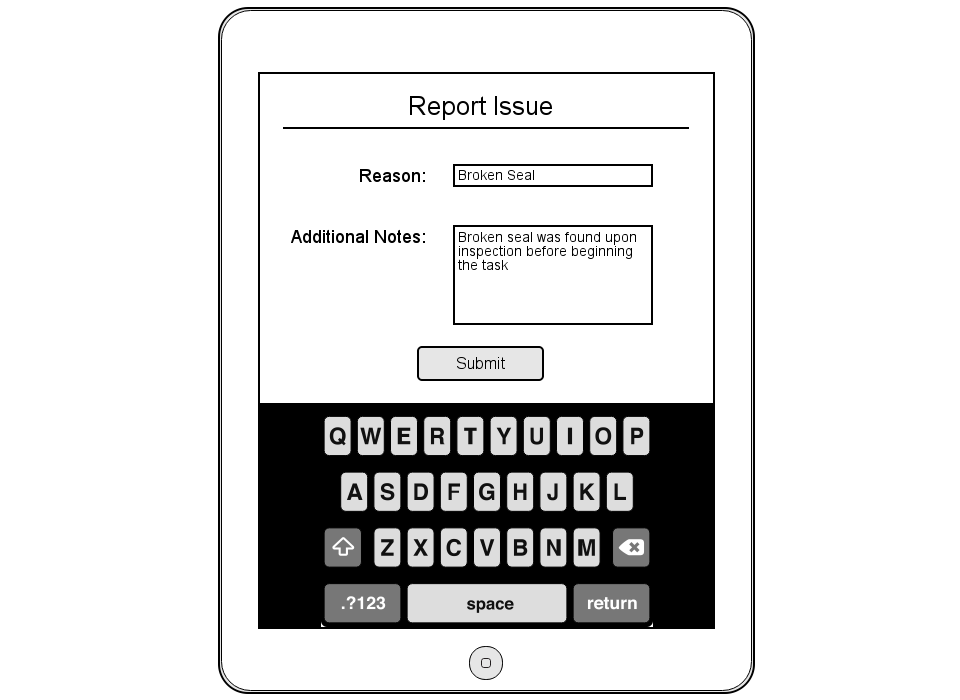 Report Issue
Reason: Broken Seal
Additional Notes: Broken seal was found upon
inspection before beginning
the task
Submit
Q W E R T Y U I O P
A S D F G H J K L
Z X C V B N M
.?123 space return